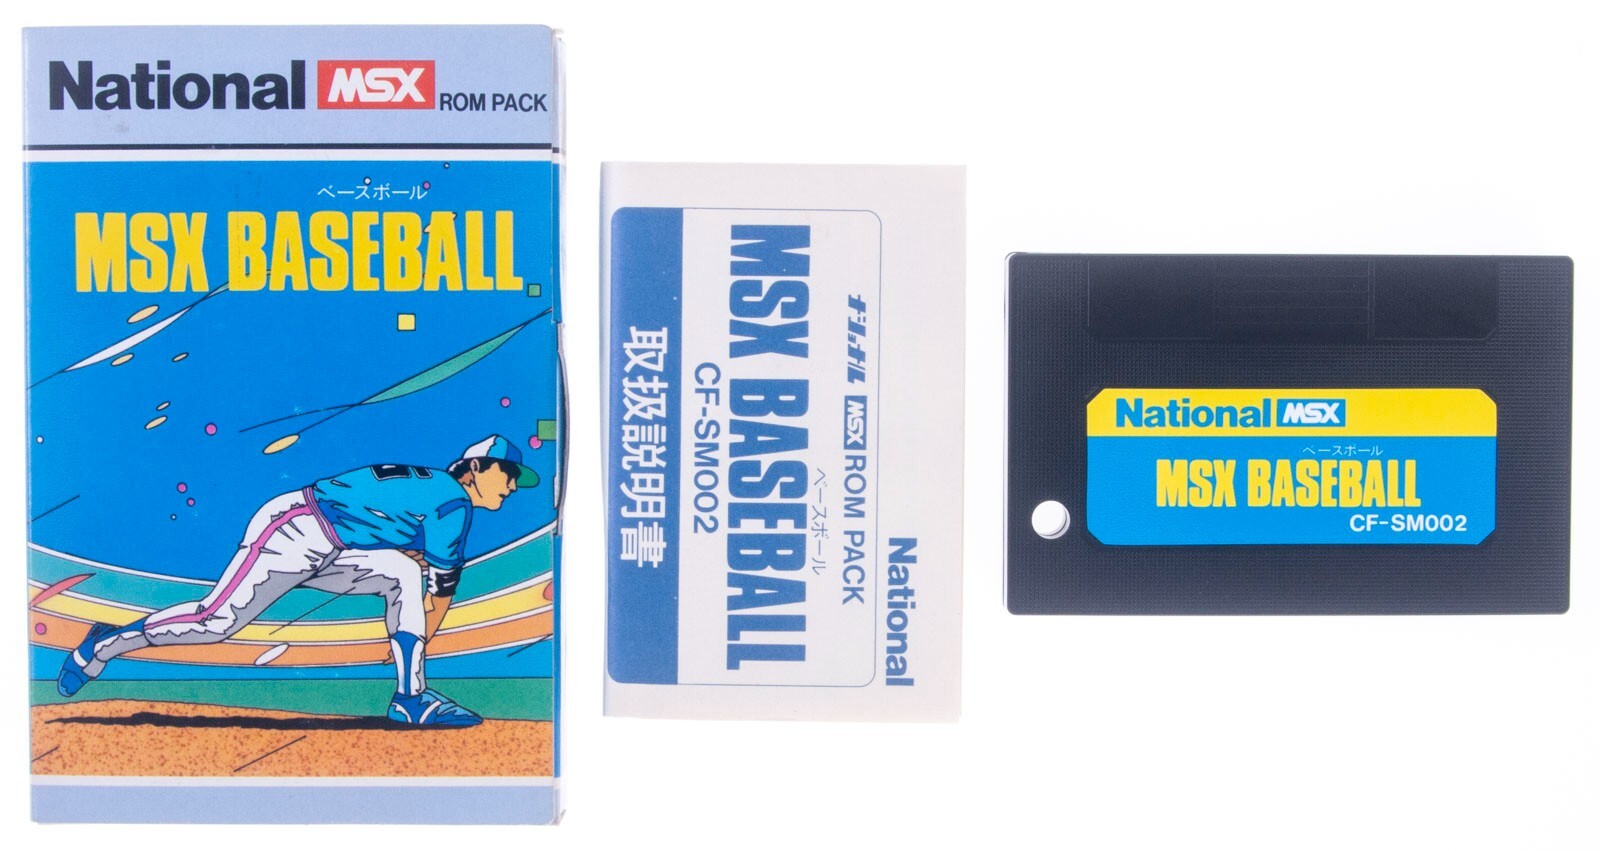 National MSX ROM PACK
ベースボール
MSX BASEBALL
National
ナショナル MSX ROM PACK
ベースボール
MSX BASEBALL
CF-SM002
取扱説明書
National MSX
ベースボール
MSX BASEBALL
CF-SM002